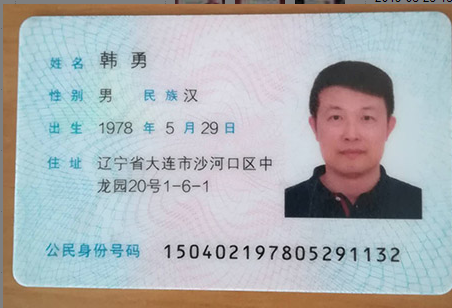 姓名 韩勇
性别 男 民族 汉
出生 1978 年 5 月 29 日
住址 辽宁省大连市沙河口区中
龙园20号1-6-1
公民身份号码 150402197805291132